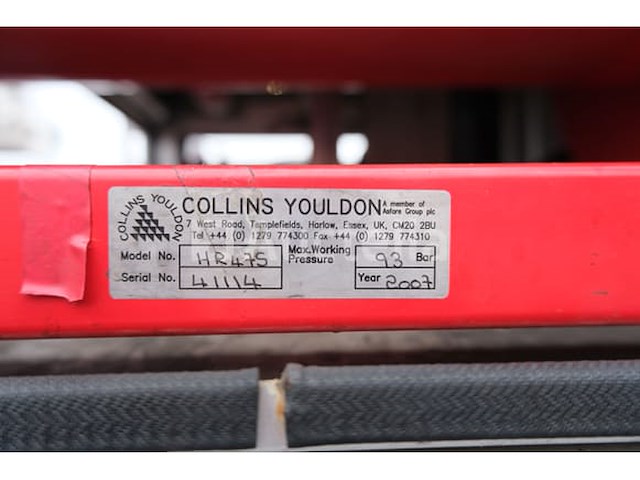 COLLINS YOULDON
COLLINS YOULDON A member of
Asfare Group plc
7 West Road, Templefields, Harlow, Essex, UK, CM20 2BU
Tel +44 (0) 1279 774300 Fax +44 (0) 1279 774310
Model No. HR475 Max.Working Pressure 93 Bar
Serial No. 41114 Year 2007